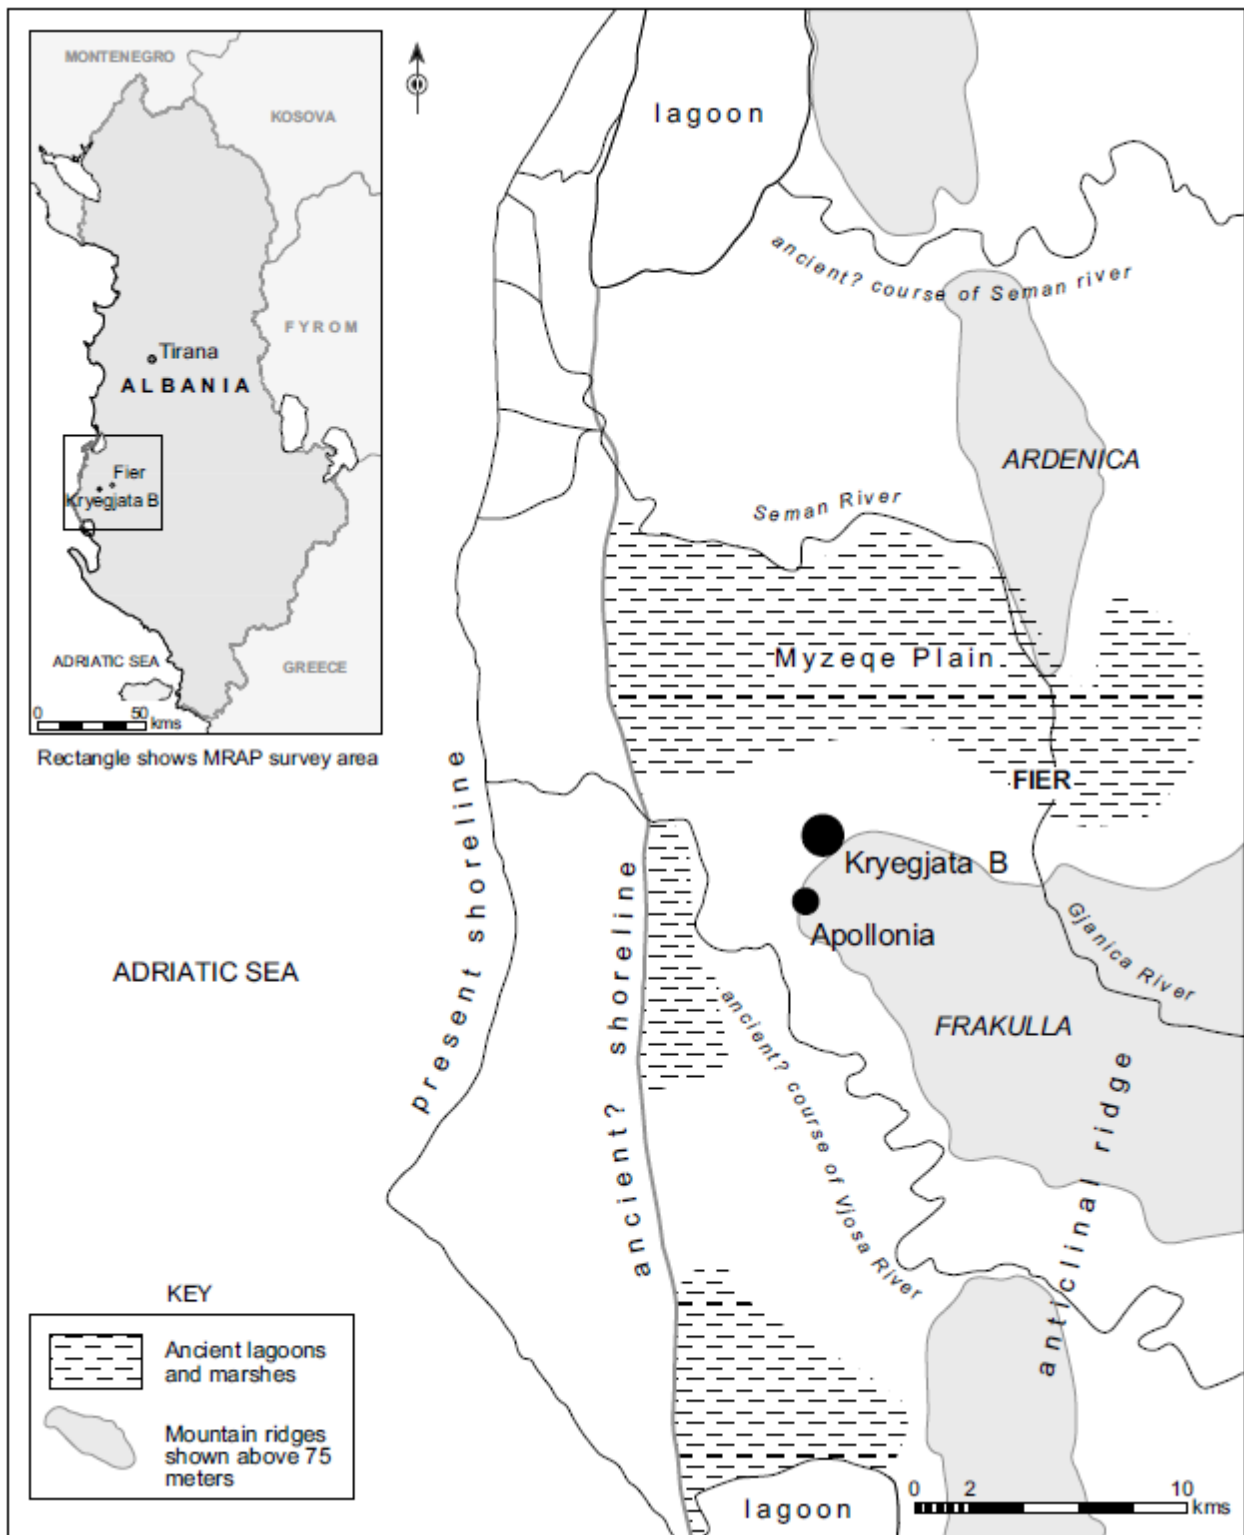 MONTENEGRO
KOSOVA
FYROM
Tirana
ALBANIA
Fier
Kryegjata B
ADRIATIC SEA
GREECE
0 50 kms
Rectangle shows MRAP survey area
lagoon
ancient? course of Seman river
ARDENICA
Seman River
Myzeqe Plain
FIER
Kryegjata B
Apollonia
Gjanica River
FRAKULLA
present shoreline
ancient? shoreline
ADRIATIC SEA
ancient? course of Vjosa River
anticlinal ridge
lagoon
KEY
Ancient lagoons
and marshes
Mountain ridges
shown above 75
meters
0 2 10
kms